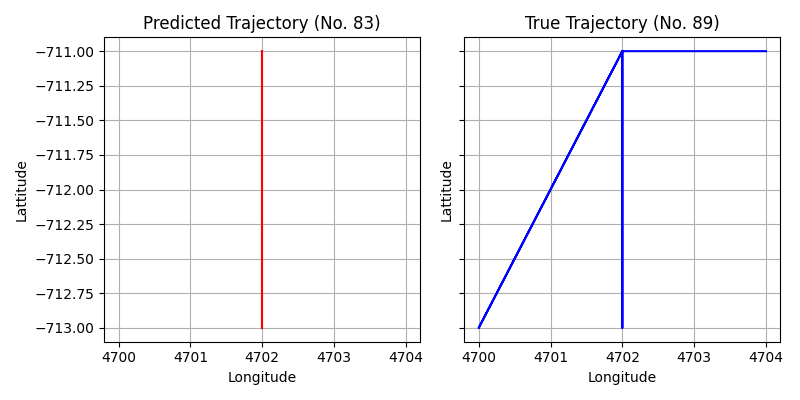 Predicted Trajectory (No. 83)
−711.00
−711.25
−711.50
−711.75
−712.00
−712.25
−712.50
−712.75
−713.00
Lattitude
4700 4701 4702 4703 4704
Longitude
True Trajectory (No. 89)
Lattitude
4700 4701 4702 4703 4704
Longitude